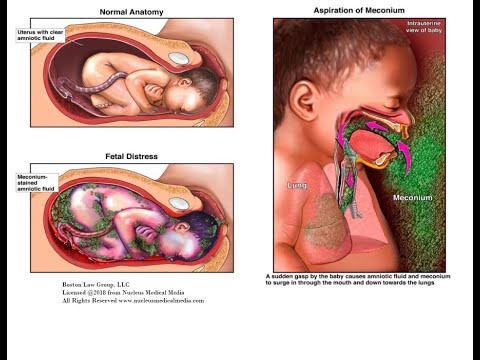 Normal Anatomy
Uterus with clear
amniotic fluid
Fetal Distress
Meconium-
stained
amniotic fluid
Boston Law Group, LLC
Licensed @2018 from Nucleus Medical Media
All Rights Reserved www.nucleusmedicalmedia.com
Aspiration of Meconium
Intrauterine
view of baby
Lung
Meconium
A sudden gasp by the baby causes amniotic fluid and meconium
to surge in through the mouth and down towards the lungs